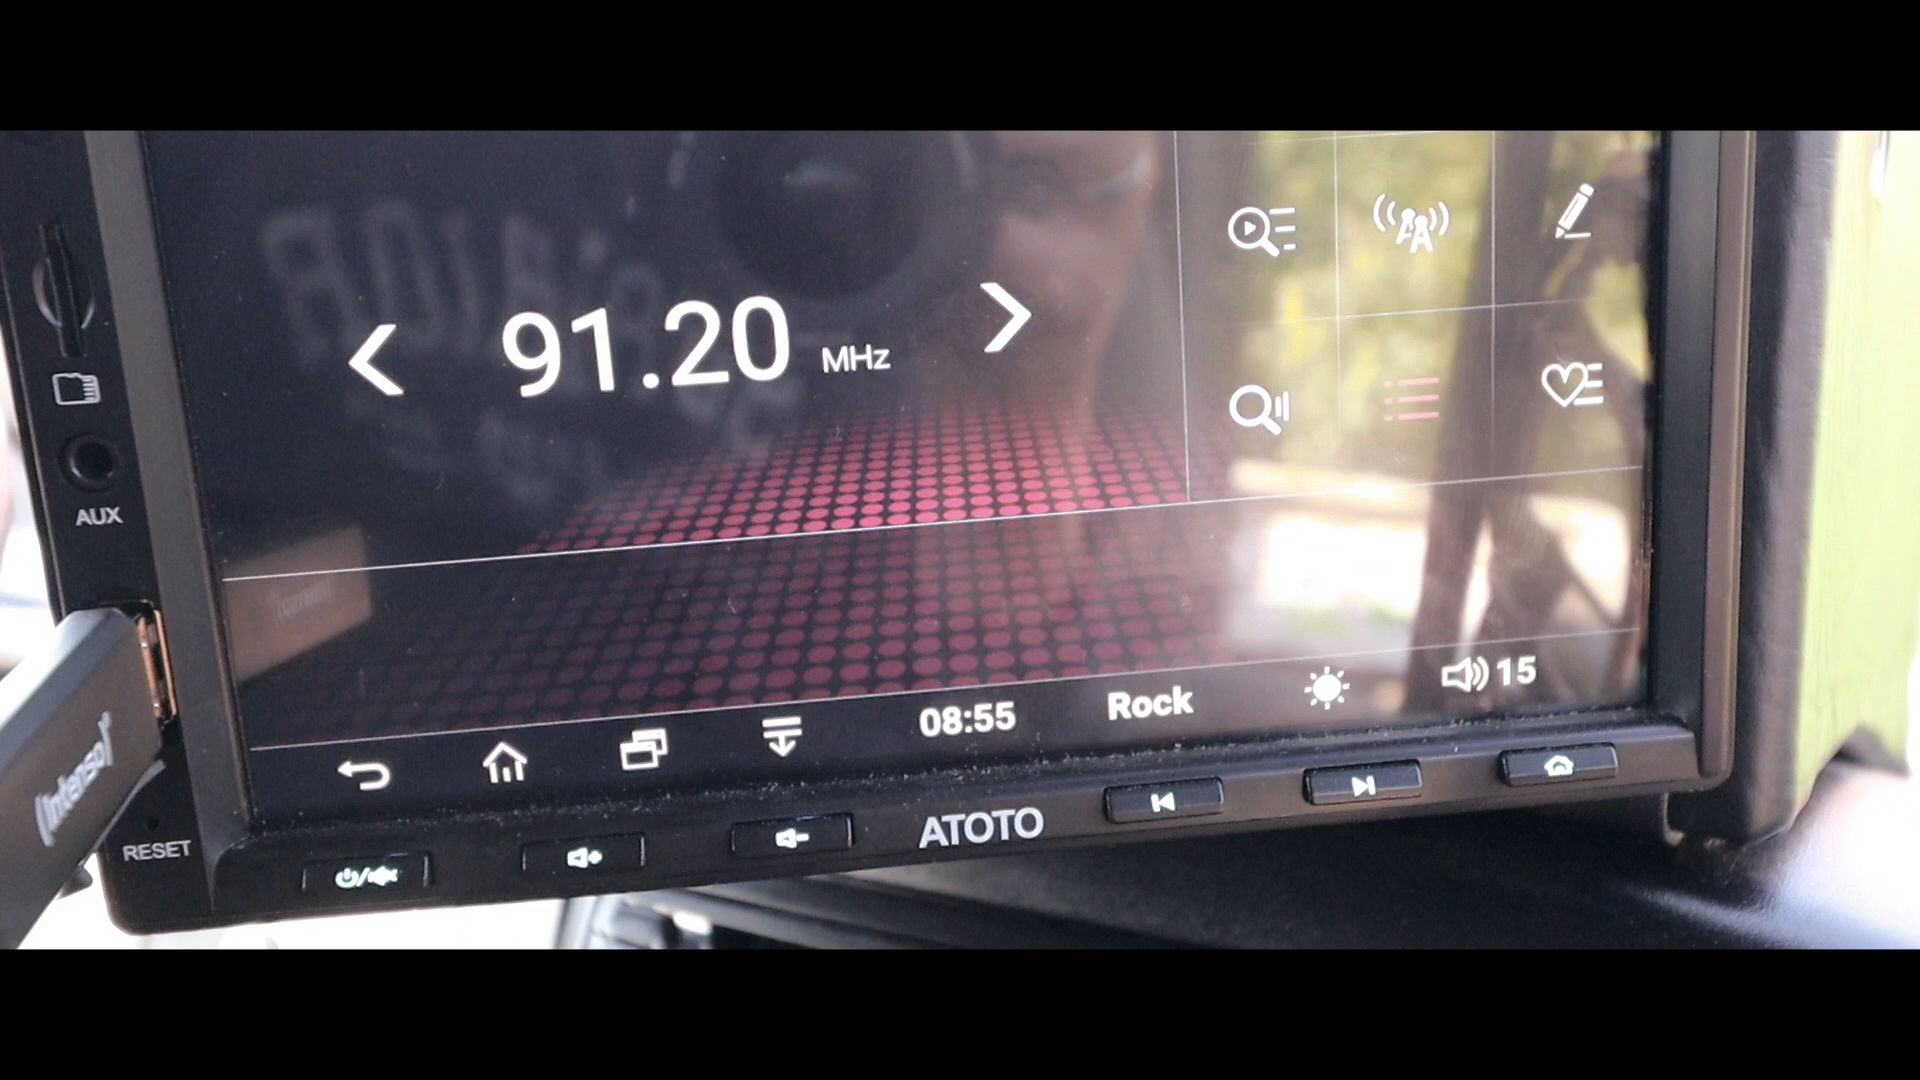 91.20 MHz
AUX
08:55
Rock
15
(intenso)
RESET
ATOTO